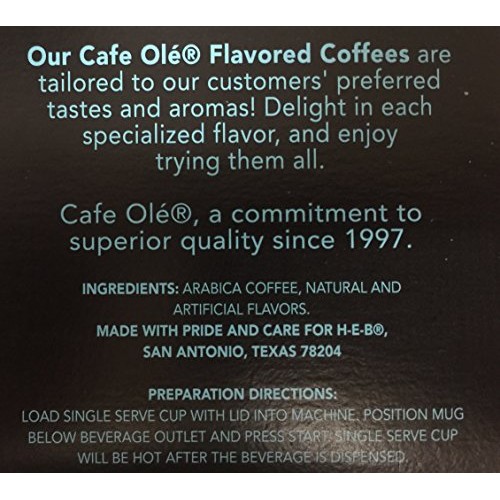 Our Cafe Olé® Flavored Coffees are
tailored to our customers' preferred
tastes and aromas! Delight in each
specialized flavor, and enjoy
trying them all.
Cafe Olé®, a commitment to
superior quality since 1997.
INGREDIENTS: ARABICA COFFEE, NATURAL AND
ARTIFICIAL FLAVORS.
MADE WITH PRIDE AND CARE FOR H-E-B®,
SAN ANTONIO, TEXAS 78204
PREPARATION DIRECTIONS:
LOAD SINGLE SERVE CUP WITH LID INTO MACHINE. POSITION MUG
BELOW BEVERAGE OUTLET AND PRESS START. SINGLE SERVE CUP
WILL BE HOT AFTER THE BEVERAGE IS DISPENSED.